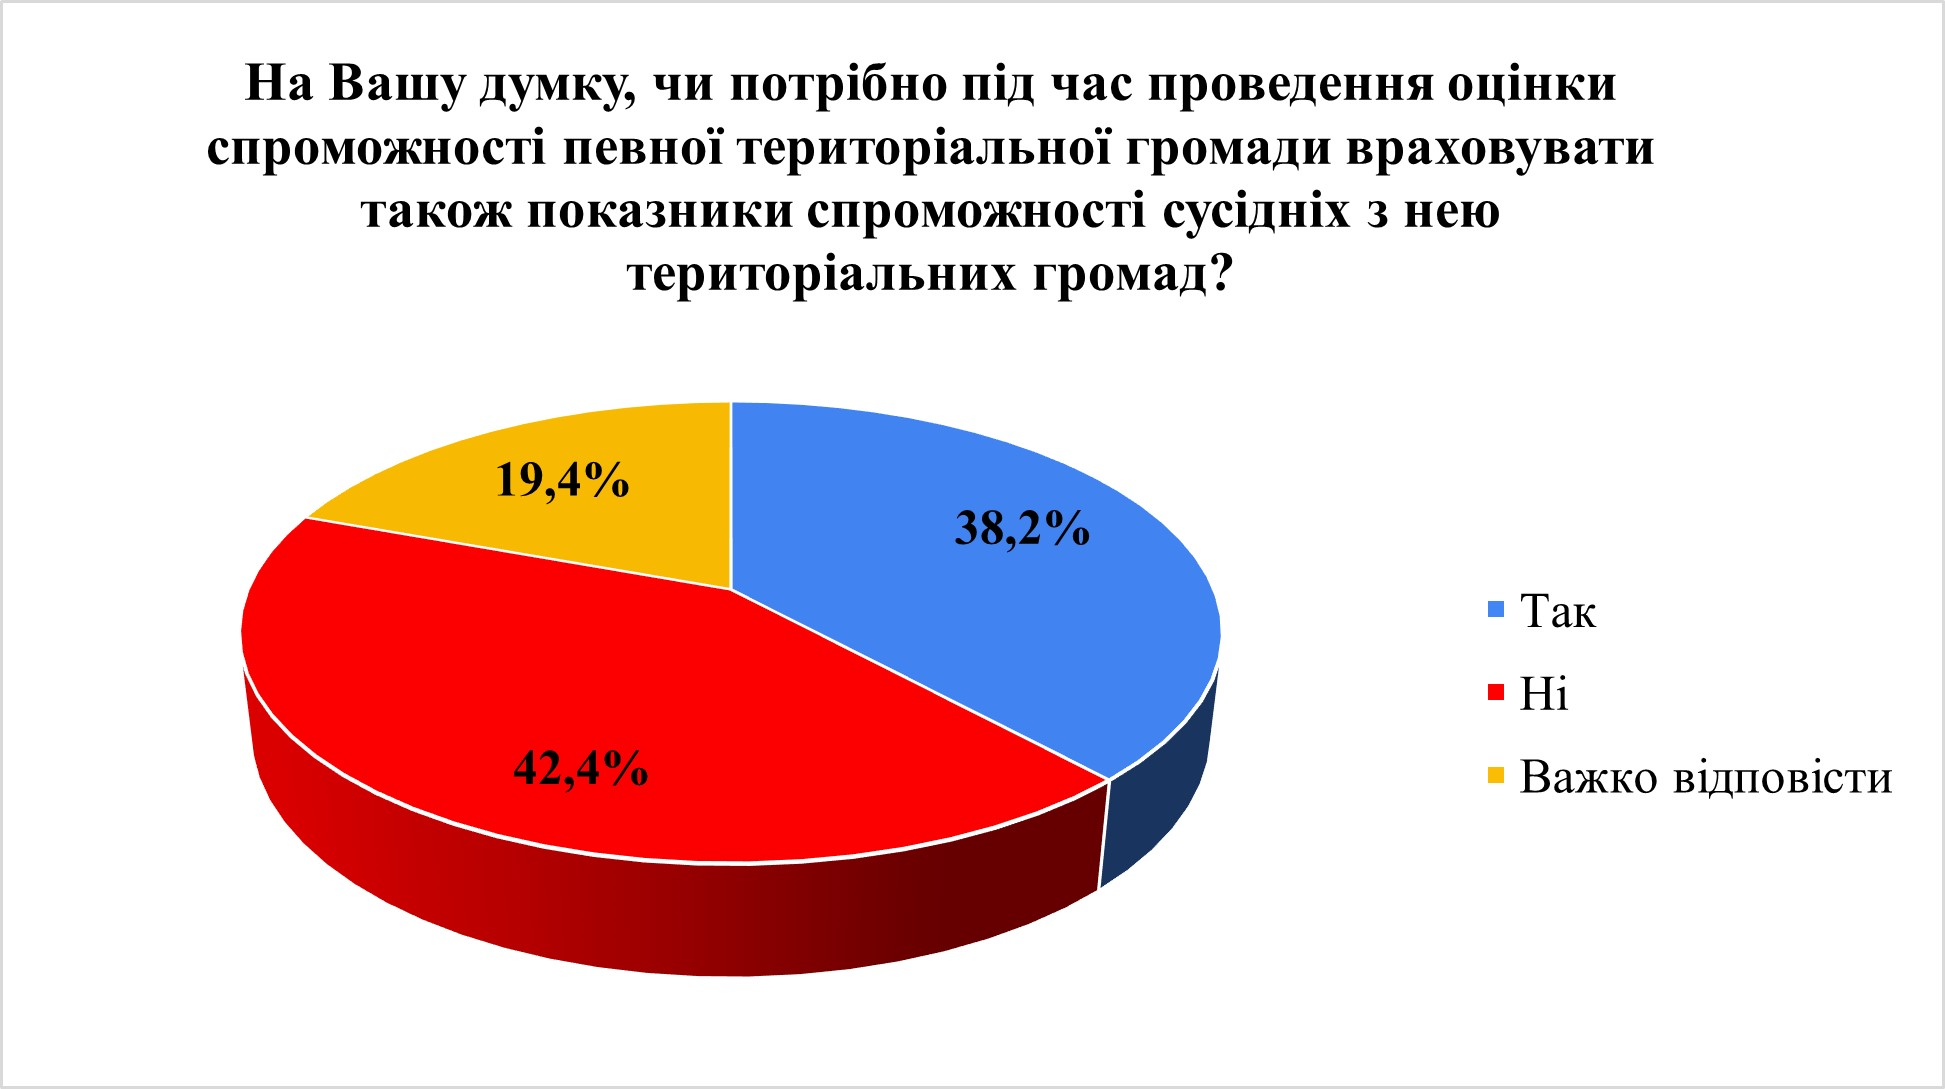 На Вашу думку, чи потрібно під час проведення оцінки
спроможності певної територіальної громади враховувати
також показники спроможності сусідніх з нею
територіальних громад?
19,4%
38,2%
42,4%
Так
Ні
Важко відповісти